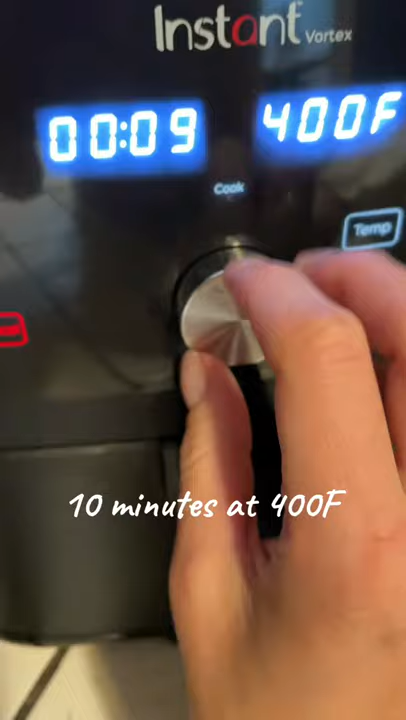 Instant Vortex
00:09 400F
Cook
Temp
10 minutes at 400F